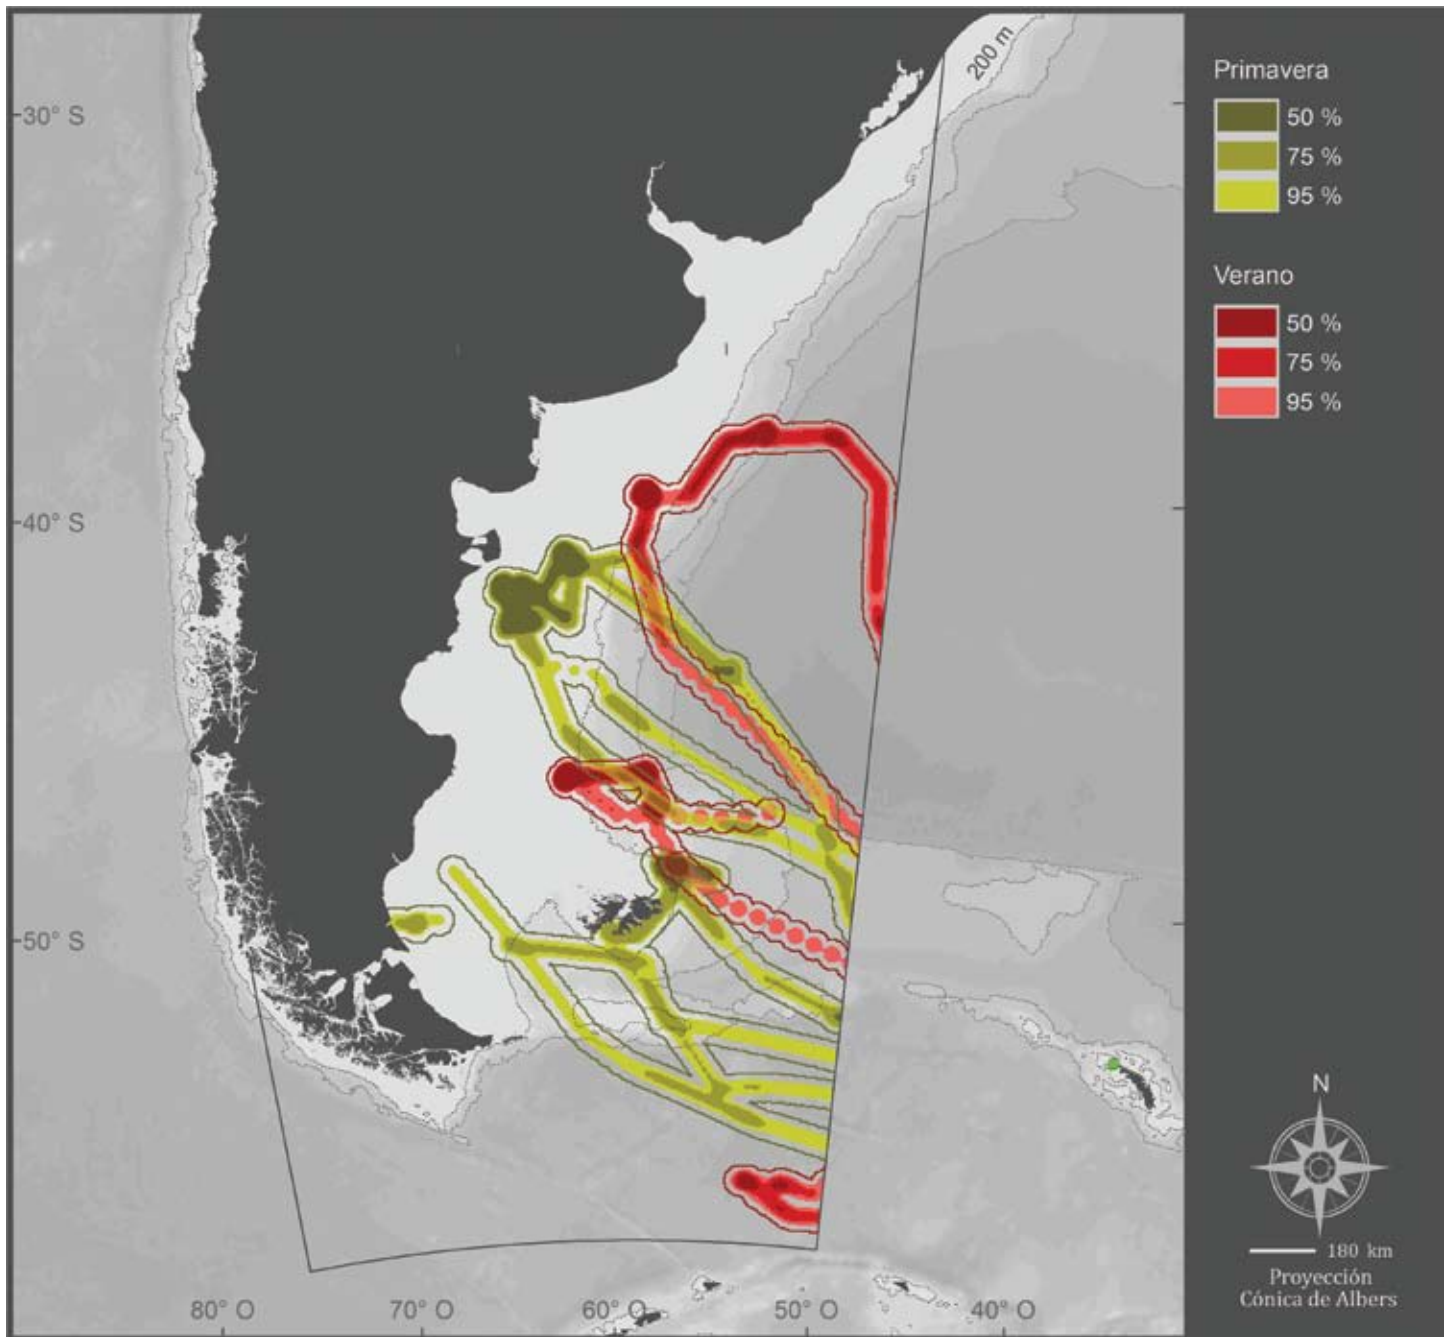 200 m
30° S
40° S
50° S
80° O
70° O
60° O
50° O
40° O
Primavera
50 %
75 %
95 %
Verano
50 %
75 %
95 %
N
180 km
Proyección
Cónica de Albers